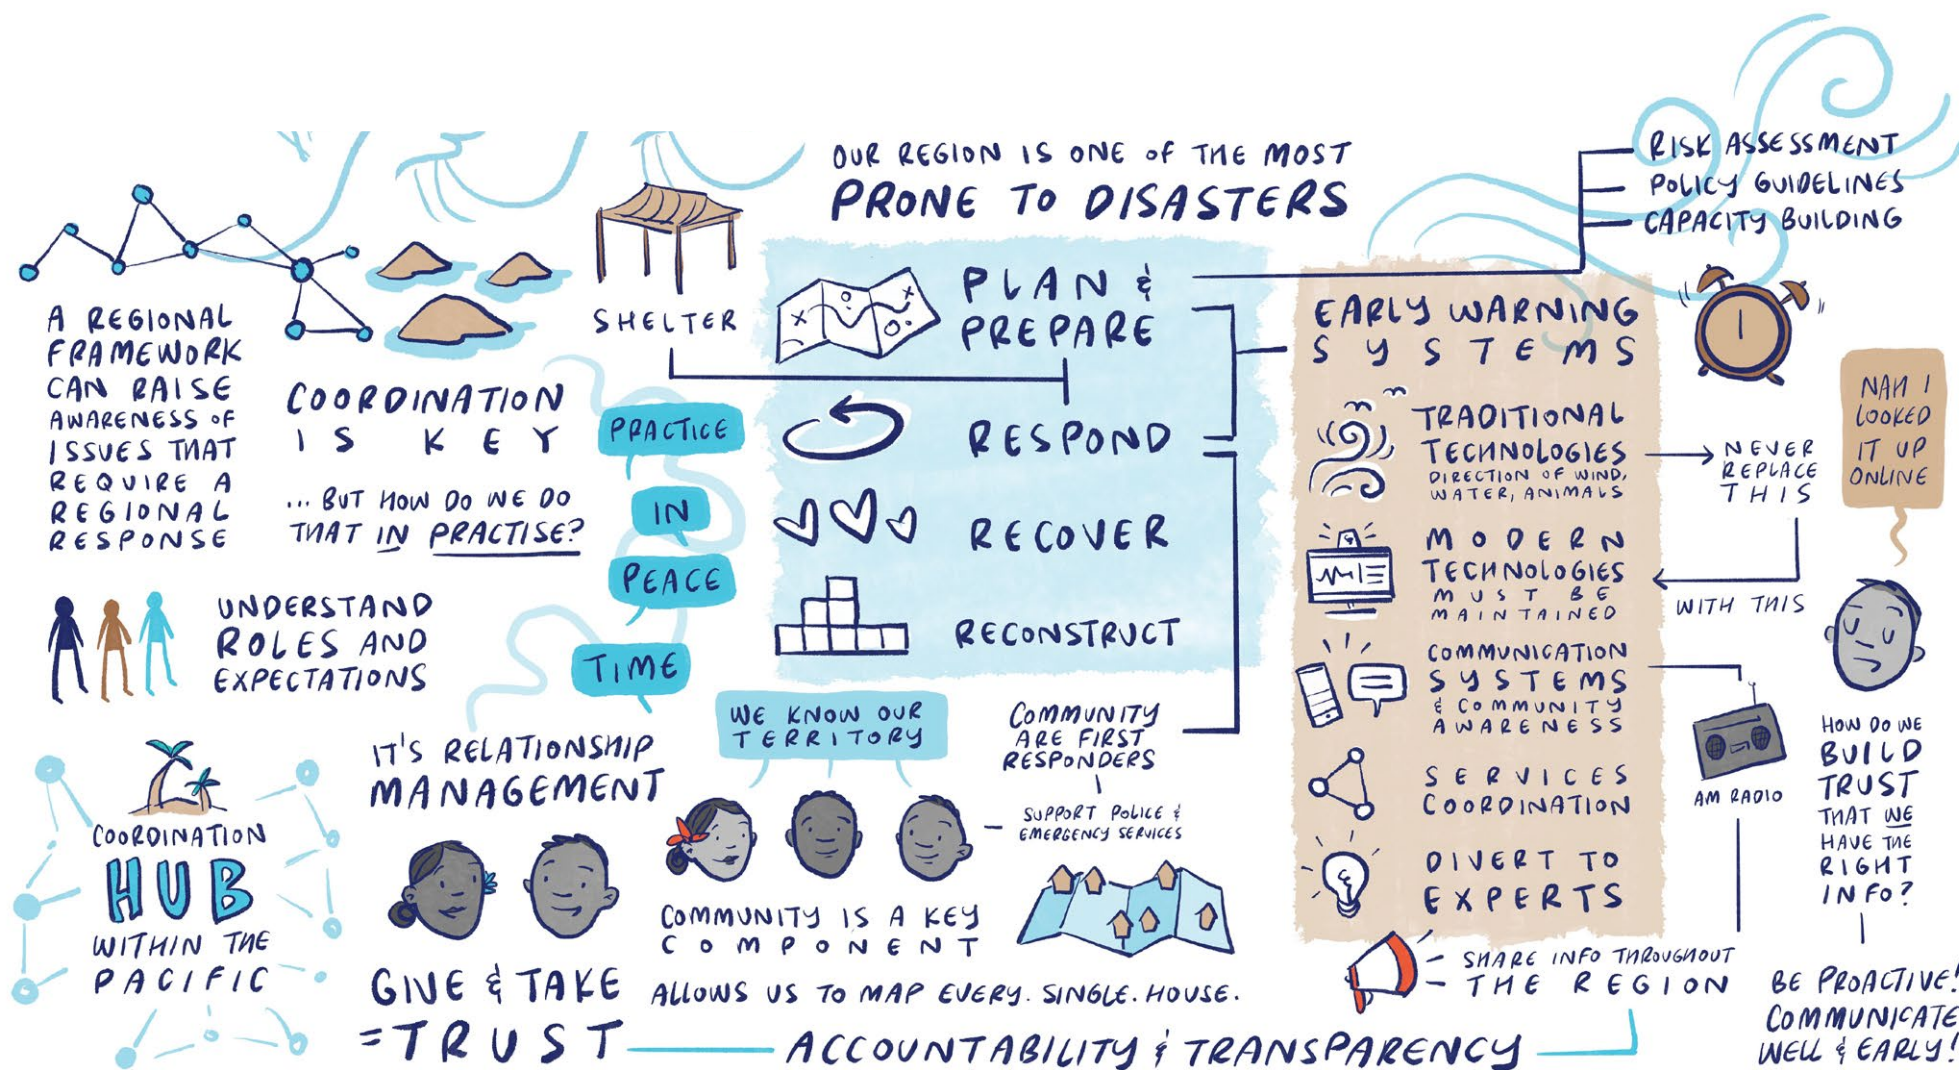 OUR REGION IS ONE OF THE MOST
PRONE TO DISASTERS
RISK ASSESSMENT
POLICY GUIDELINES
CAPACITY BUILDING
A REGIONAL
FRAMEWORK
CAN RAISE
AWARENESS OF
ISSUES THAT
REQUIRE A
REGIONAL
RESPONSE
COORDINATION
IS KEY
... BUT HOW DO WE DO
THAT IN PRACTISE?
SHELTER
PRACTICE
IN
PEACE
TIME
PLAN &
PREPARE
RESPOND
RECOVER
RECONSTRUCT
EARLY WARNING
SYSTEMS
TRADITIONAL
TECHNOLOGIES
DIRECTION OF WIND,
WATER, ANIMALS
MODERN
TECHNOLOGIES
MUST BE
MAINTAINED
COMMUNICATION
SYSTEMS
& COMMUNITY
AWARENESS
SERVICES
COORDINATION
DIVERT TO
EXPERTS
NEVER
REPLACE
THIS
WITH THIS
NAH I
LOOKED
IT UP
ONLINE
AM RADIO
HOW DO WE
BUILD
TRUST
THAT WE
HAVE THE
RIGHT
INFO?
BE PROACTIVE!
COMMUNICATE
WELL & EARLY!
SHARE INFO THROUGHOUT
THE REGION
UNDERSTAND
ROLES AND
EXPECTATIONS
COORDINATION
HUB
WITHIN THE
PACIFIC
IT'S RELATIONSHIP
MANAGEMENT
GIVE & TAKE
=TRUST
WE KNOW OUR
TERRITORY
COMMUNITY
ARE FIRST
RESPONDERS
SUPPORT POLICE &
EMERGENCY SERVICES
COMMUNITY IS A KEY
COMPONENT
ALLOWS US TO MAP EVERY. SINGLE. HOUSE.
ACCOUNTABILITY & TRANSPARENCY